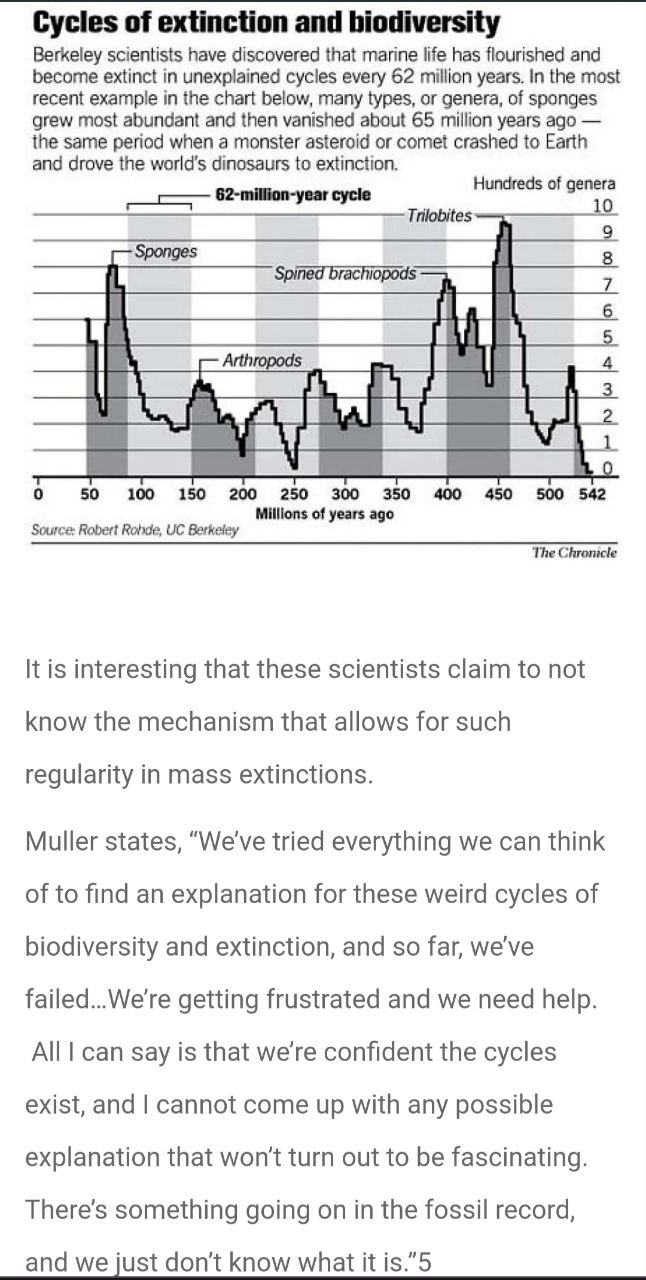 Cycles of extinction and biodiversity
Berkeley scientists have discovered that marine life has flourished and
become extinct in unexplained cycles every 62 million years. In the most
recent example in the chart below, many types, or genera, of sponges
grew most abundant and then vanished about 65 million years ago —
the same period when a monster asteroid or comet crashed to Earth
and drove the world's dinosaurs to extinction.
Hundreds of genera
62-million-year cycle
10
Trilobites
9
Sponges
8
Spined brachiopods
7
6
5
Arthropods
4
3
2
1
0
0 50 100 150 200 250 300 350 400 450 500 542
Millions of years ago
Source: Robert Rohde, UC Berkeley
The Chronicle
It is interesting that these scientists claim to not
know the mechanism that allows for such
regularity in mass extinctions.
Muller states, “We’ve tried everything we can think
of to find an explanation for these weird cycles of
biodiversity and extinction, and so far, we’ve
failed…We’re getting frustrated and we need help.
All I can say is that we’re confident the cycles
exist, and I cannot come up with any possible
explanation that won’t turn out to be fascinating.
There’s something going on in the fossil record,
and we just don’t know what it is.”5